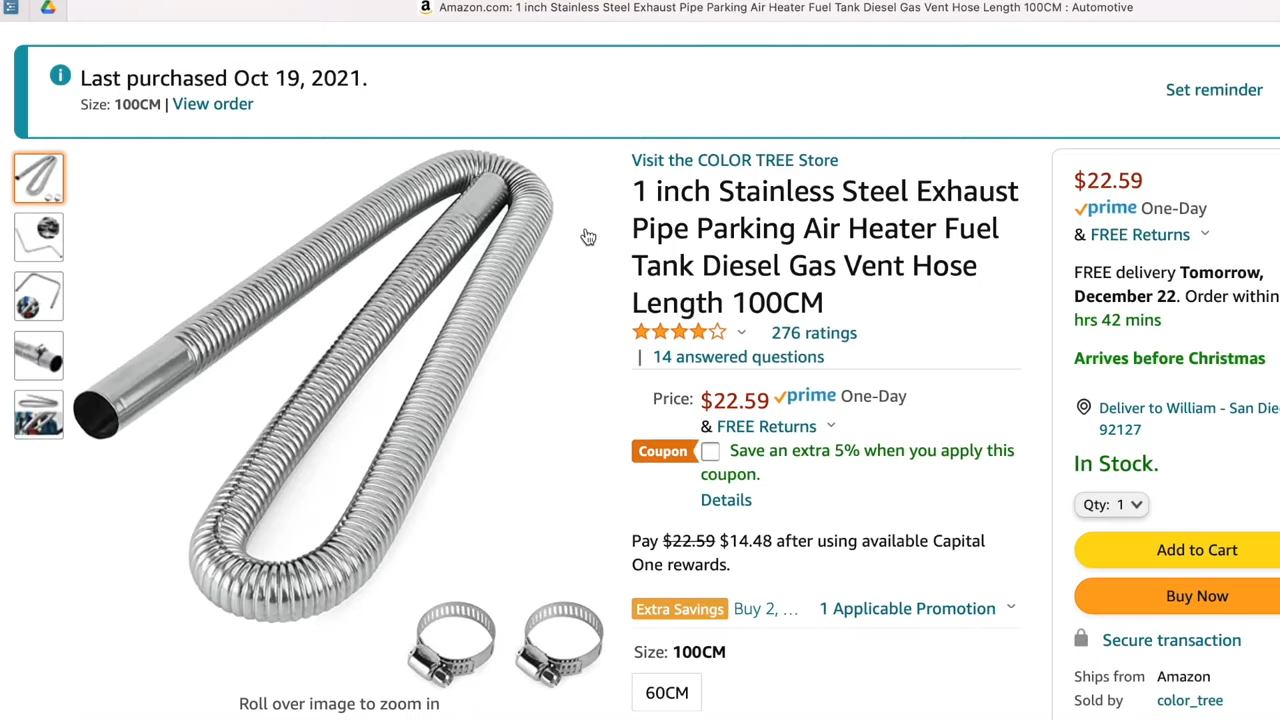 Amazon.com: 1 inch Stainless Steel Exhaust Pipe Parking Air Heater Fuel Tank Diesel Gas Vent Hose Length 100CM : Automotive
Last purchased Oct 19, 2021.
Size: 100CM | View order
Set reminder
Visit the COLOR TREE Store
1 inch Stainless Steel Exhaust
Pipe Parking Air Heater Fuel
Tank Diesel Gas Vent Hose
Length 100CM
276 ratings
| 14 answered questions
Price: $22.59 prime One-Day
& FREE Returns
Coupon Save an extra 5% when you apply this
coupon.
Details
Pay $22.59 $14.48 after using available Capital
One rewards.
Extra Savings Buy 2, ... 1 Applicable Promotion
Size: 100CM
60CM
Roll over image to zoom in
$22.59
prime One-Day
& FREE Returns
FREE delivery Tomorrow,
December 22. Order within
hrs 42 mins
Arrives before Christmas
Deliver to William - San Die
92127
In Stock.
Qty: 1
Add to Cart
Buy Now
Secure transaction
Ships from Amazon
Sold by color_tree